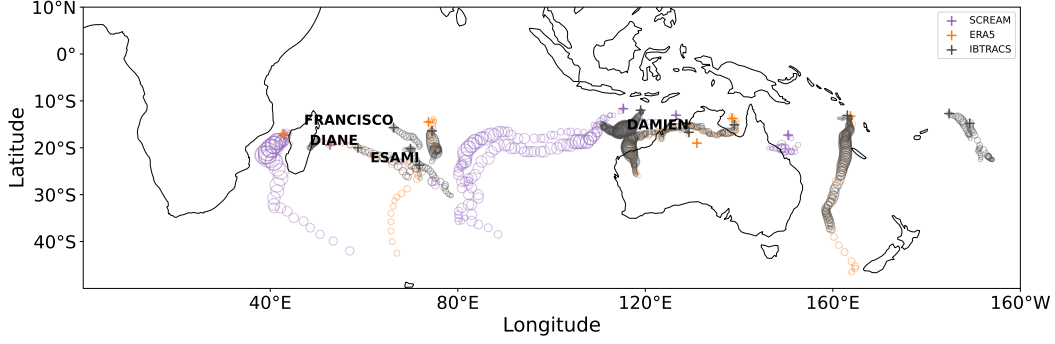 10°N
0°
10°S
20°S
30°S
40°S
Latitude
SCREAM
ERA5
IBTRACS
FRANCISCO
DIANE
ESAMI
DAMIEN
40°E
80°E
120°E
160°E
160°W
Longitude